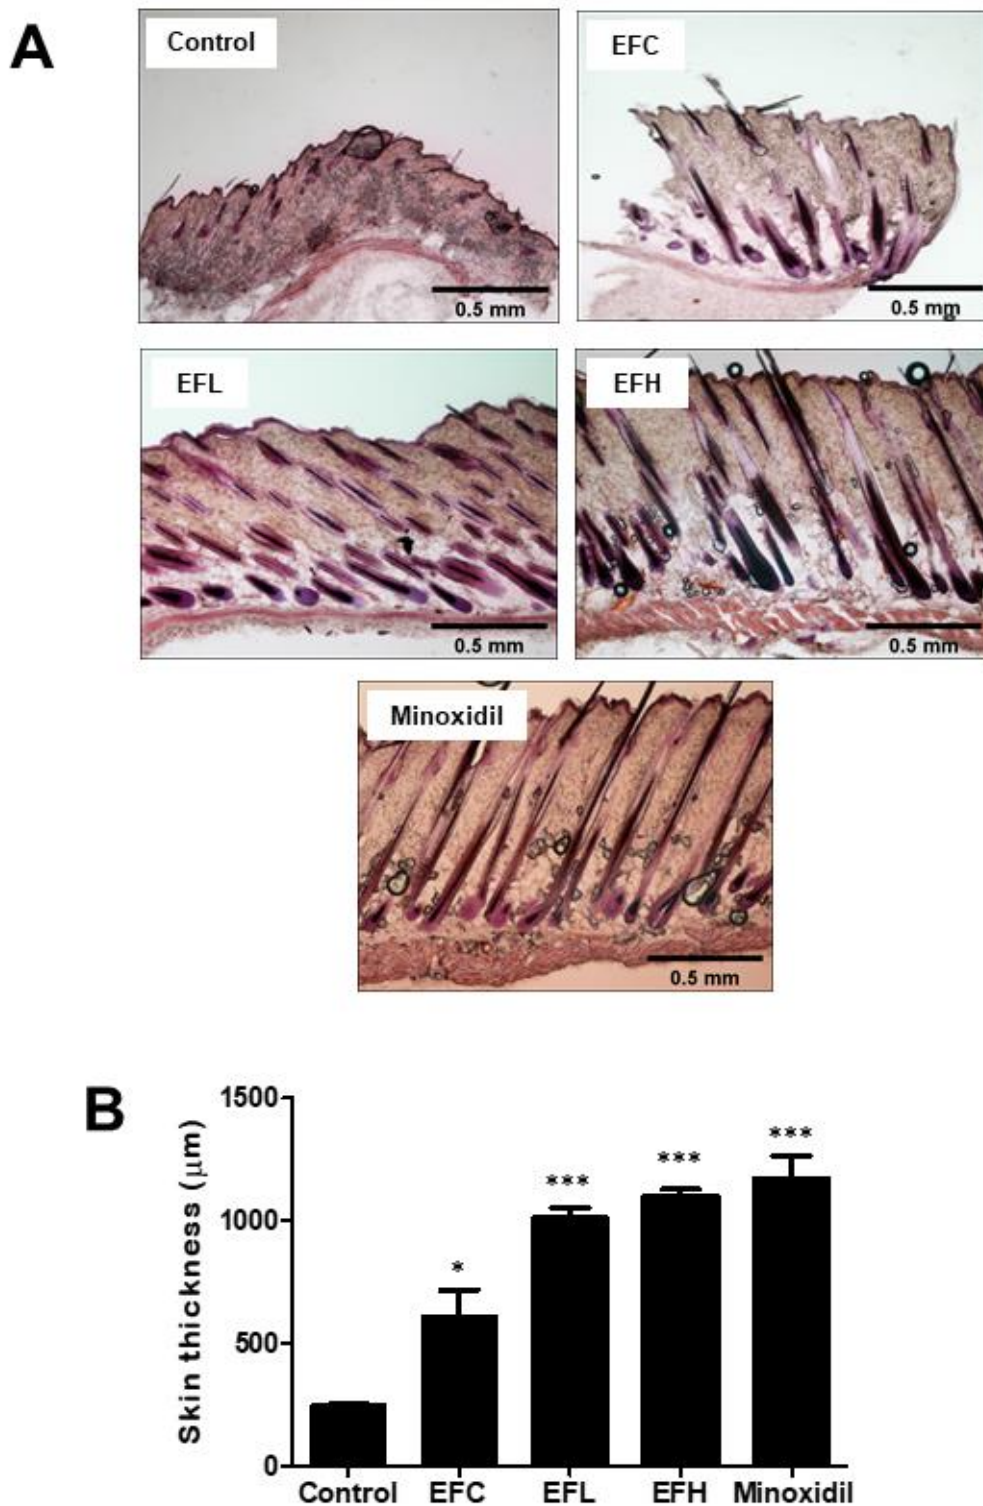 A
Control
EFC
0.5 mm
0.5 mm
EFL
EFH
0.5 mm
0.5 mm
Minoxidil
0.5 mm
B
Skin thickness (μm)
1500
1000
500
0
*
***
***
***
Control EFC EFL EFH Minoxidil